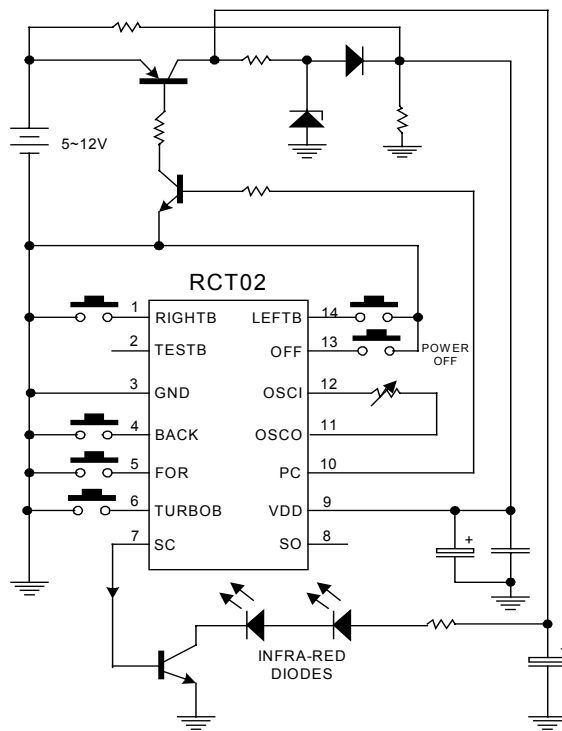 5~12V
RCT02
1 RIGHTB LEFTB 14
2 TESTB OFF 13
POWER
OFF
3 GND OSCI 12
4 BACK OSCO 11
5 FOR PC 10
6 TURBOB VDD 9
7 SC SO 8
+
INFRA-RED
DIODES
+